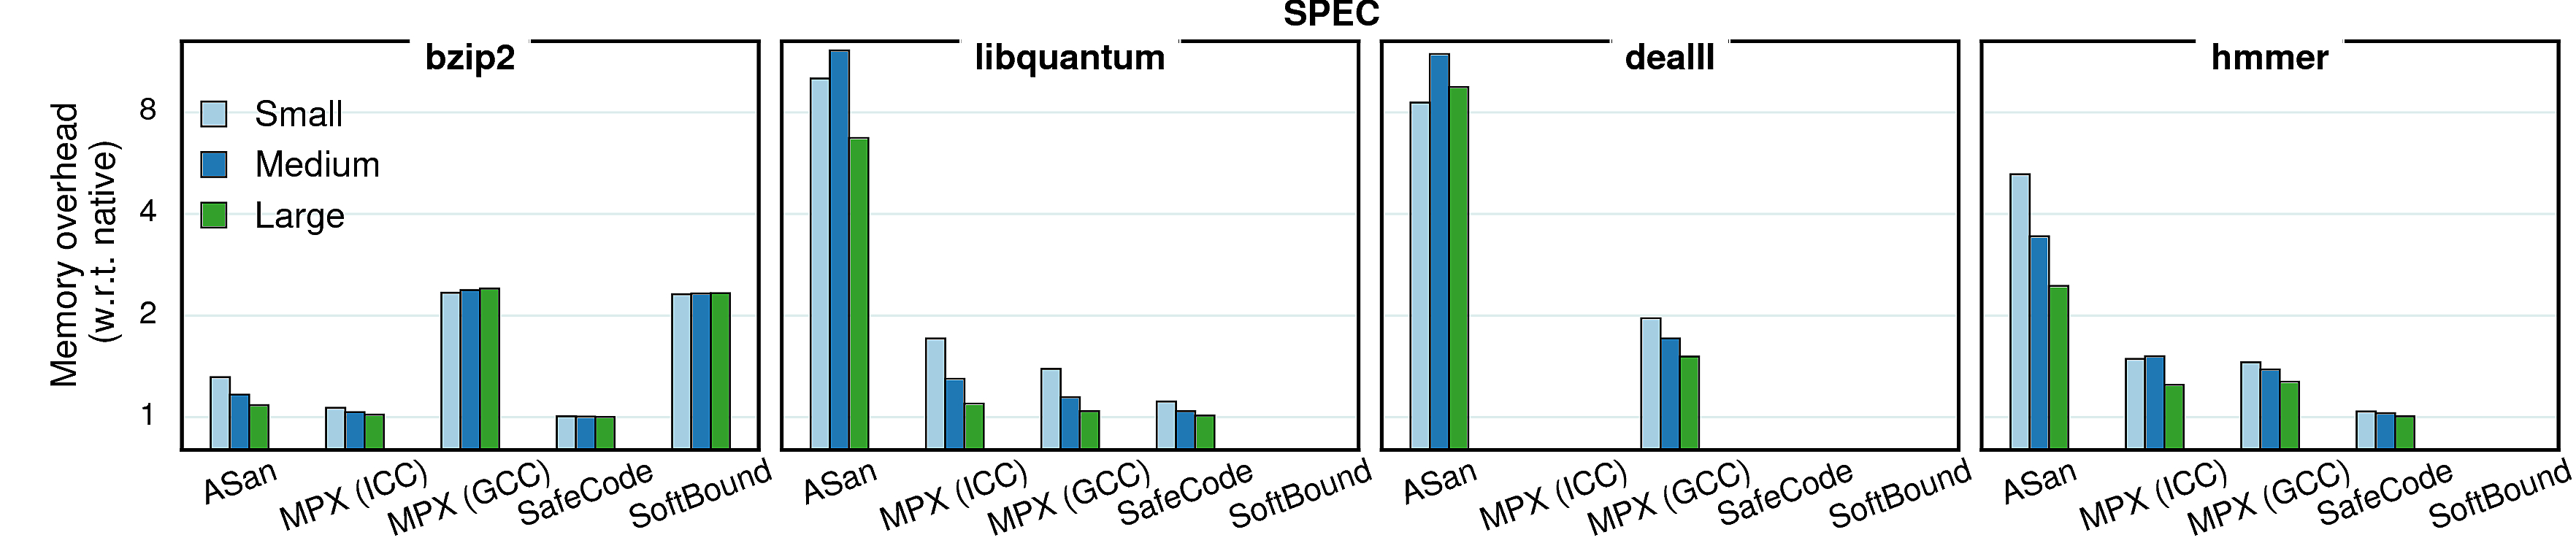 SPEC
bzip2
libquantum
dealII
hmmer
Memory overhead
(w.r.t. native)
8
4
2
1
Small
Medium
Large
ASan
MPX (ICC)
MPX (GCC)
SafeCode
SoftBound
ASan
MPX (ICC)
MPX (GCC)
SafeCode
SoftBound
ASan
MPX (ICC)
MPX (GCC)
SafeCode
SoftBound
ASan
MPX (ICC)
MPX (GCC)
SafeCode
SoftBound